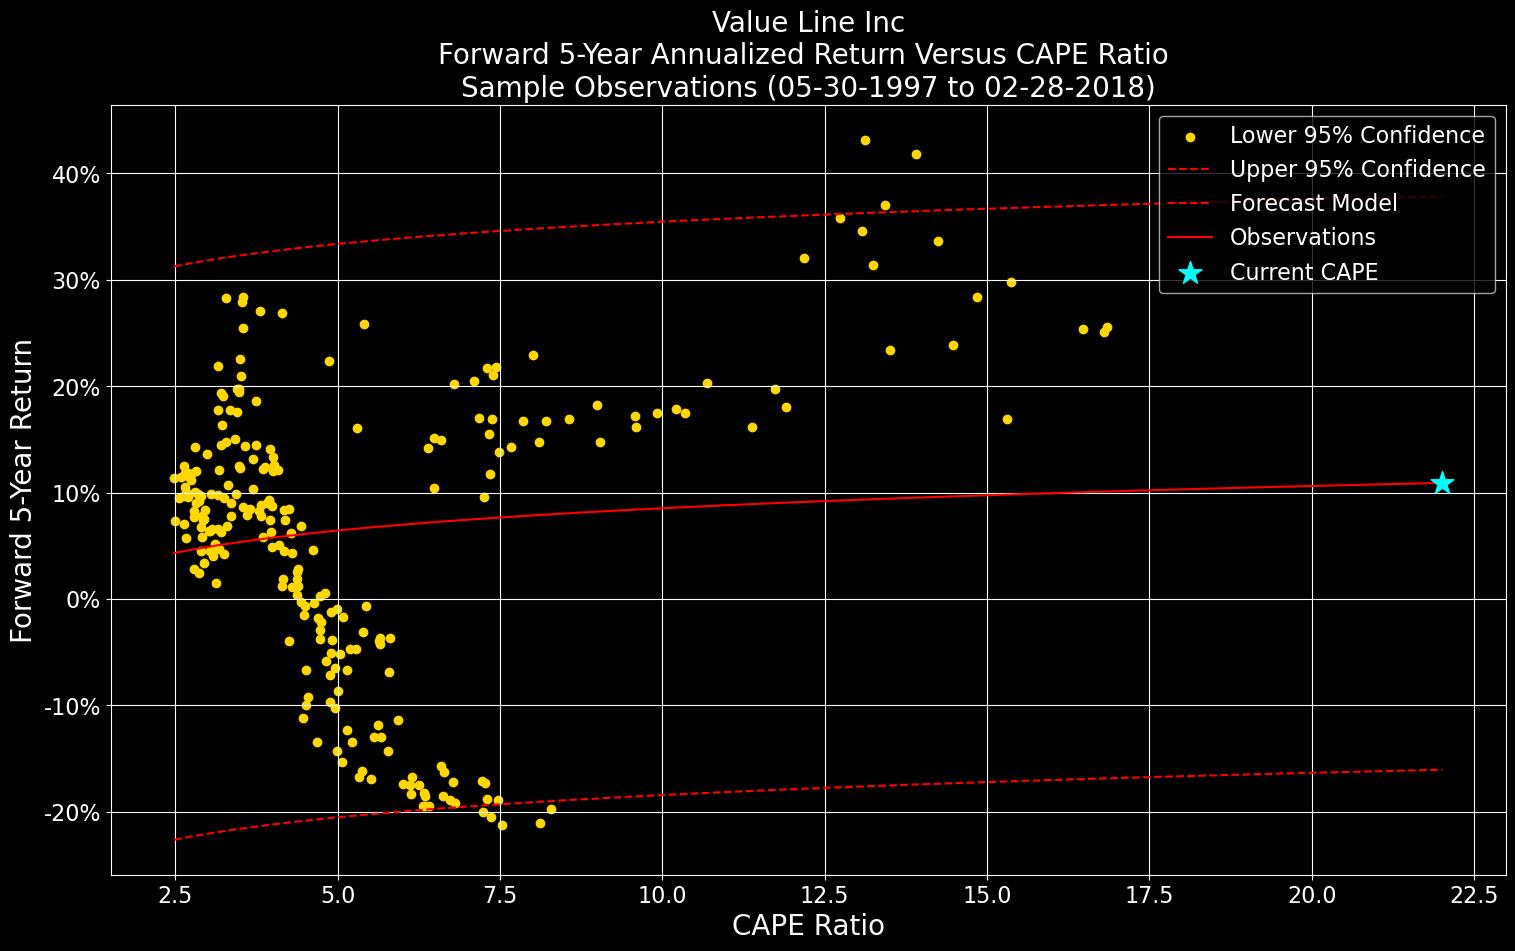 Value Line Inc
Forward 5-Year Annualized Return Versus CAPE Ratio
Sample Observations (05-30-1997 to 02-28-2018)
Lower 95% Confidence
Upper 95% Confidence
Forecast Model
Observations
Current CAPE
Forward 5-Year Return
40%
30%
20%
10%
0%
-10%
-20%
2.5 5.0 7.5 10.0 12.5 15.0 17.5 20.0 22.5
CAPE Ratio